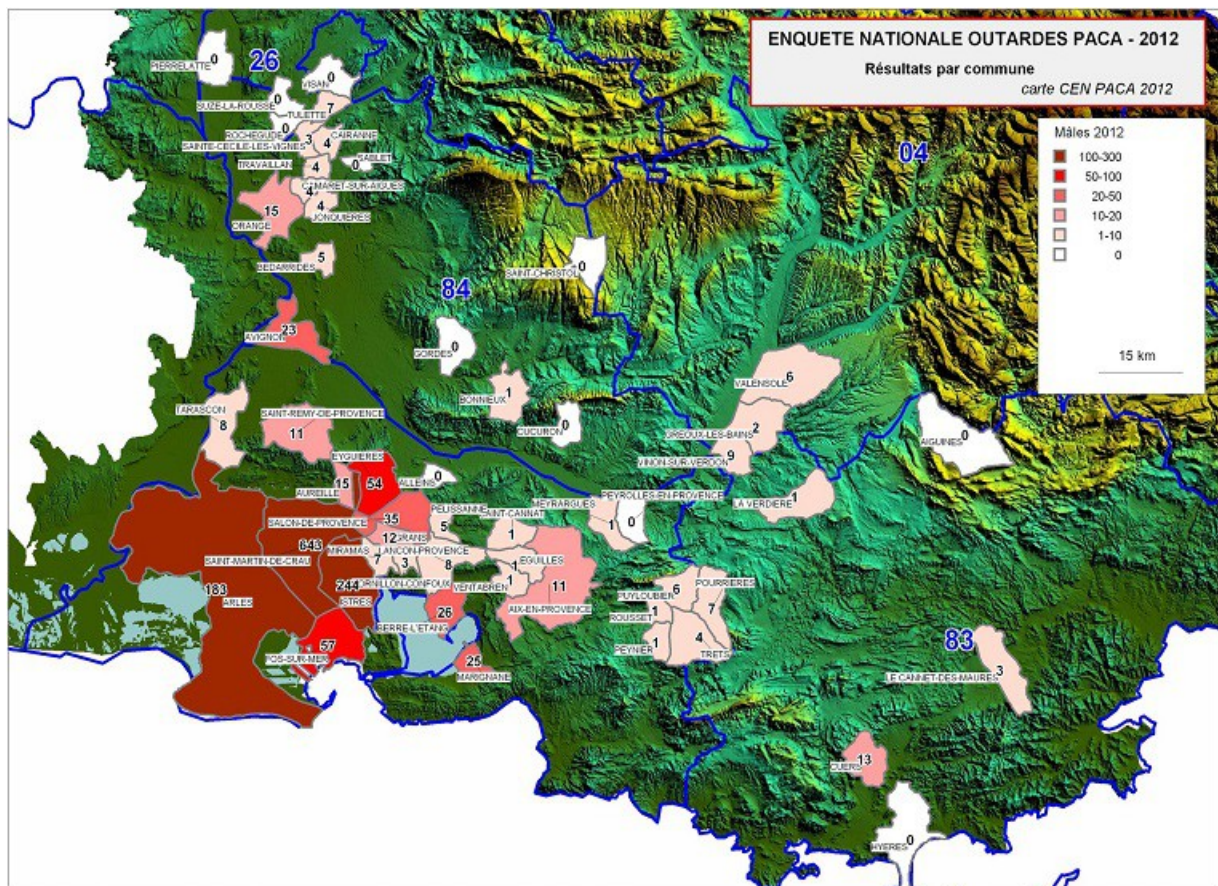 ENQUETE NATIONALE OUTARDES PACA - 2012
Résultats par commune
carte CEN PACA 2012
Mâles 2012
100-300
50-100
20-50
10-20
1-10
0
15 km
26
04
84
83
PIERRELATTE 0
VISAN 0
SUZE-LA-ROUSSE 0
TULETTE 7
ROCHEGUDE 0
SAINTE-CECILE-LES-VIGNES 3
CAIRANNE 4
SABLET 0
TRAVAILLAN 4
CAMARET-SUR-AIGUES 4
ORANGE 15
JONQUIERES 4
BEDARRIDES 5
SAINT-CHRISTOL 0
AVIGNON 23
GORDES 0
BONNIEUX 1
CUCURON 0
VALENSOLE 6
GREOUX-LES-BAINS 2
VINON-SUR-VERDON 9
AIGUINES 0
LA VERDIERE 1
TARASCON 8
SAINT-REMY-DE-PROVENCE 11
EYGUIERES 54
AUREILLE 15
ALLEINS 0
SALON-DE-PROVENCE 35
PELISSANNE 5
SAINT-CANNAT 1
MEYRARGUES 1
PEYROLLES-EN-PROVENCE 0
GRANS 12
MIRAMAS 7
LANCON-PROVENCE 8
CORNILLON-CONFOUX 3
EGUILLES 1
VENTABREN 1
AIX-EN-PROVENCE 11
SAINT-MARTIN-DE-CRAU 643
ARLES 183
ISTRES 244
BERRE-L'ETANG 26
FOS-SUR-MER 57
MARIGNANE 25
PUYLOUBIER 6
POURRIERES 7
ROUSSET 1
PEYNIER 1
TRETS 4
LE CANNET-DES-MAURES 3
CUERS 13
HYERES 0